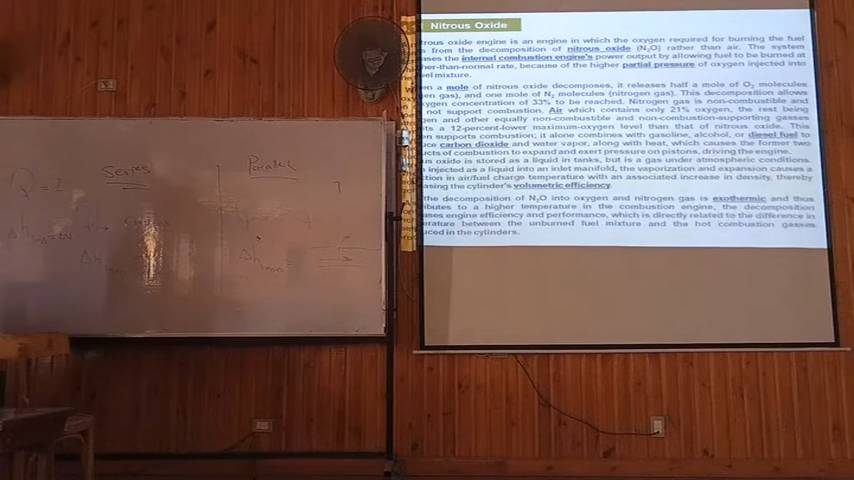 Series
Parallel
Q = Σ
Δh
Δh
Nitrous Oxide
trous oxide engine is an engine in which the oxygen required for burning the fuel
s from the decomposition of nitrous oxide (N₂O) rather than air. The system
ases the internal combustion engine's power output by allowing fuel to be burned at
her-than-normal rate, because of the higher partial pressure of oxygen injected into
uel mixture.
en a mole of nitrous oxide decomposes, it releases half a mole of O₂ molecules
gen gas), and one mole of N₂ molecules (nitrogen gas). This decomposition allows
xygen concentration of 33% to be reached. Nitrogen gas is non-combustible and
not support combustion. Air which contains only 21% oxygen, the rest being
gen and other equally non-combustible and non-combustion-supporting gasses
its a 12-percent-lower maximum-oxygen level than that of nitrous oxide. This
en supports combustion; it alone combines with gasoline, alcohol, or diesel fuel to
uce carbon dioxide and water vapor, along with heat, which causes the former two
ucts of combustion to expand and exert pressure on pistons, driving the engine.
us oxide is stored as a liquid in tanks, but is a gas under atmospheric conditions.
n injected as a liquid into an inlet manifold, the vaporization and expansion causes a
ction in air/fuel charge temperature with an associated increase in density, thereby
asing the cylinder's volumetric efficiency.
the decomposition of N₂O into oxygen and nitrogen gas is exothermic and thus
ibutes to a higher temperature in the combustion engine, the decomposition
ases engine efficiency and performance, which is directly related to the difference in
erature between the unburned fuel mixture and the hot combustion gasses
uced in the cylinders.